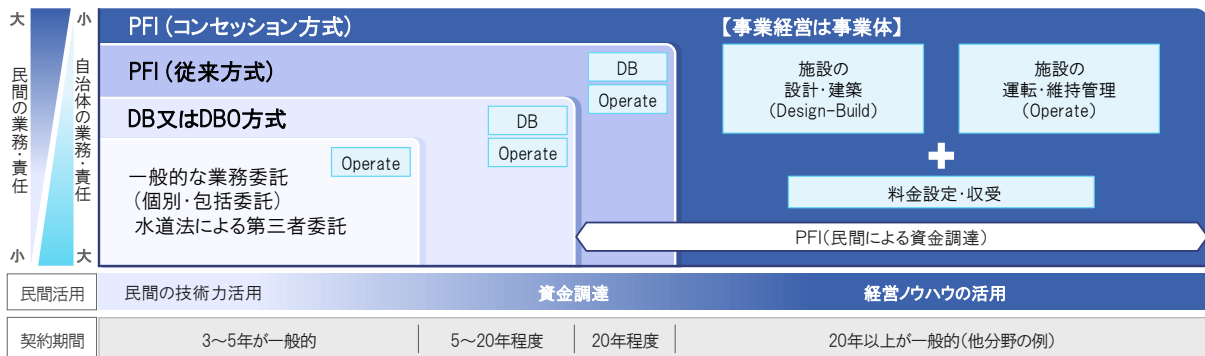 大
小
民間の業務・責任
自治体の業務・責任
小
大
PFI(コンセッション方式)
【事業経営は事業体】
PFI(従来方式)
DB
Operate
施設の
設計・建築
(Design-Build)
施設の
運転・維持管理
(Operate)
DB又はDBO方式
DB
Operate
Operate
一般的な業務委託
(個別・包括委託)
水道法による第三者委託
料金設定・収受
PFI(民間による資金調達)
民間活用
民間の技術力活用
資金調達
経営ノウハウの活用
契約期間
3~5年が一般的
5~20年程度
20年程度
20年以上が一般的(他分野の例)